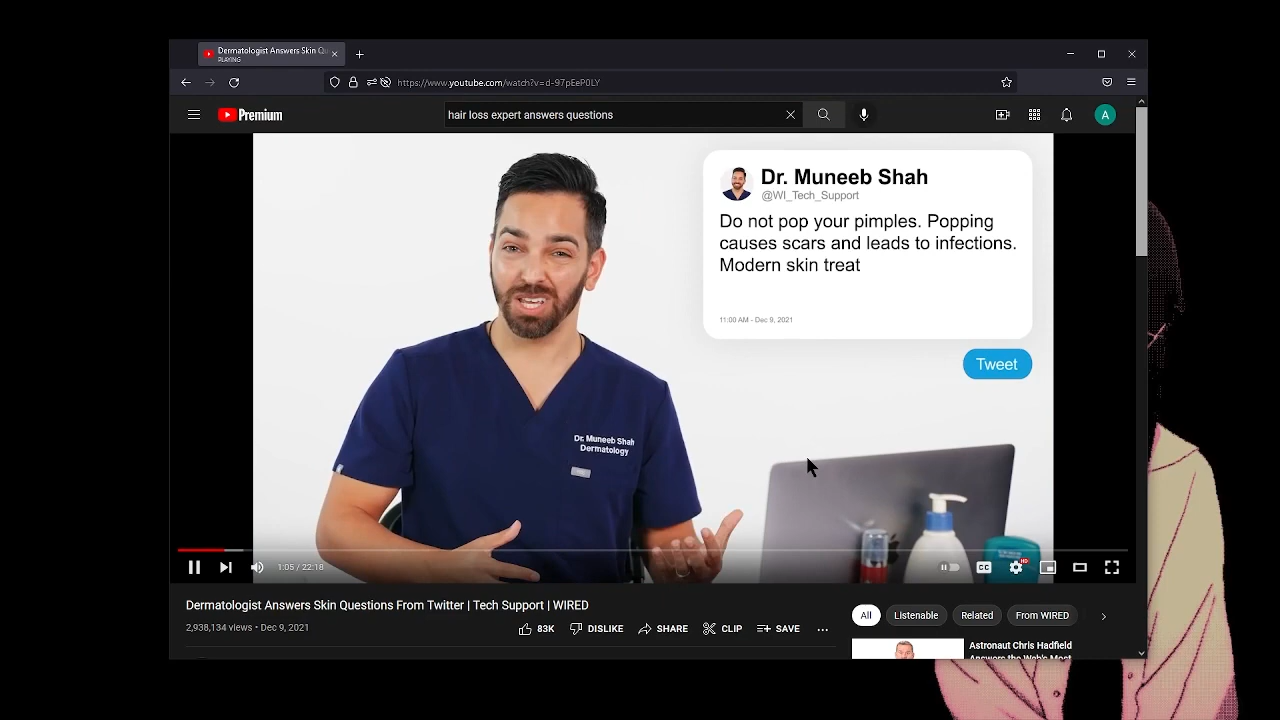 Dermatologist Answers Skin Qu
PLAYING
https://www.youtube.com/watch?v=d-97pEeP0LY
Premium
hair loss expert answers questions
A
Dr. Muneeb Shah
@WI_Tech_Support
Do not pop your pimples. Popping
causes scars and leads to infections.
Modern skin treat
11:00 AM - Dec 9, 2021
Tweet
Dr. Muneeb Shah
Dermatology
1:05 / 22:18
CC
HD
Dermatologist Answers Skin Questions From Twitter | Tech Support | WIRED
2,938,134 views • Dec 9, 2021
83K
DISLIKE
SHARE
CLIP
SAVE
All
Listenable
Related
From WIRED
Astronaut Chris Hadfield
Answers the Web's Most